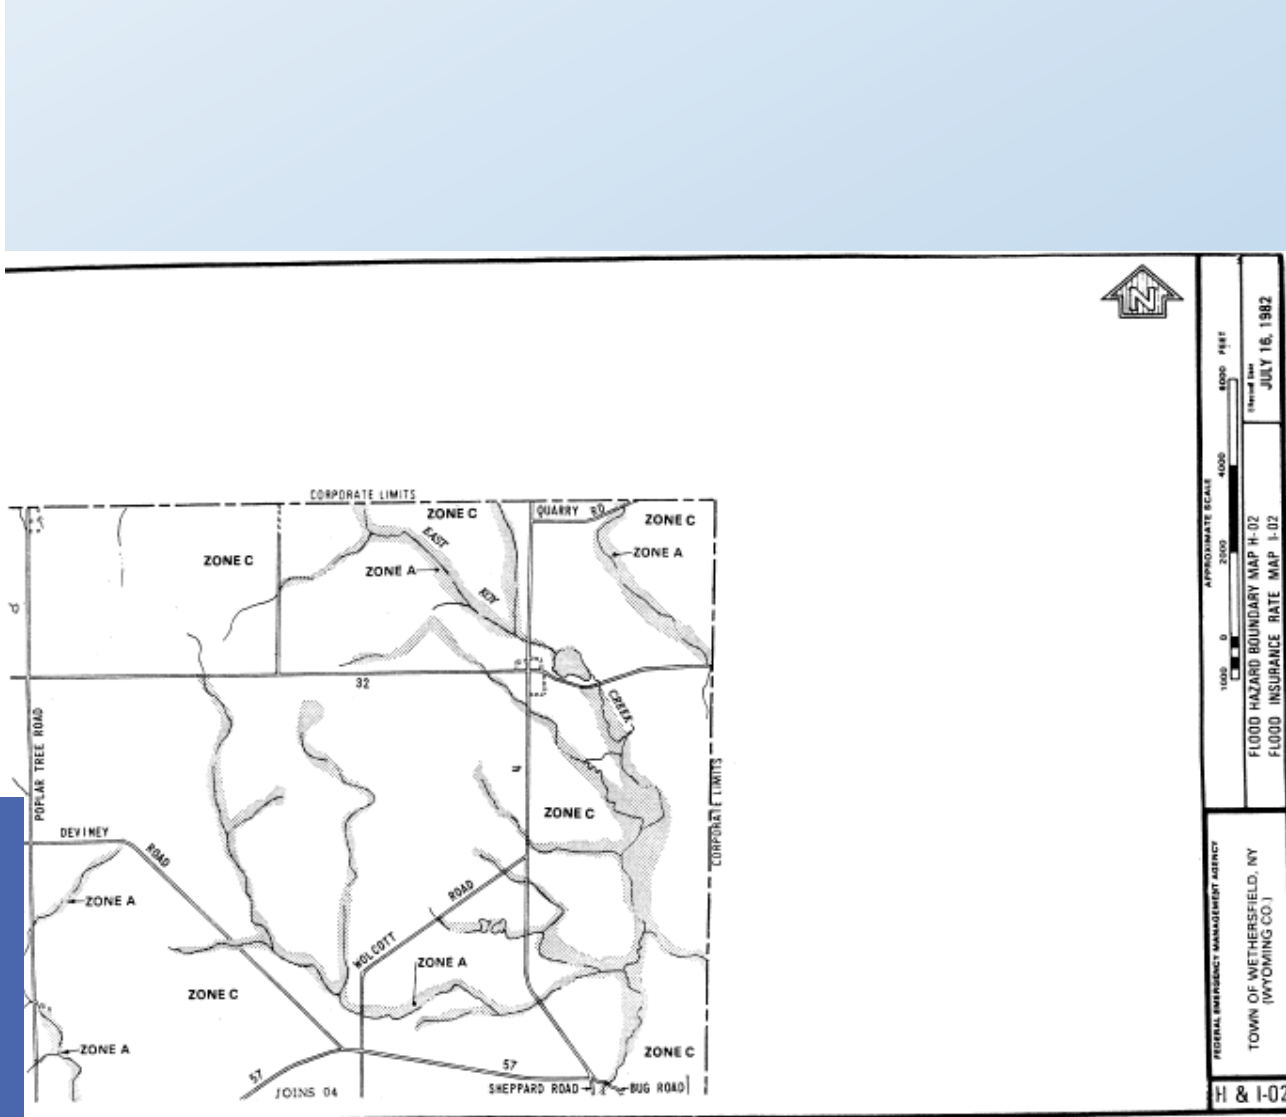 N
CORPORATE LIMITS
ZONE C
QUARRY RD
ZONE C
EAST
ZONE C
ZONE A
ZONE A
KOY
32
CREEK
POPLAR TREE ROAD
CORPORATE LIMITS
ZONE C
DEVINEY
ROAD
ROAD
ZONE A
WOLCOTT
ZONE A
ZONE C
ZONE A
ZONE C
57
57
JOINS 04
SHEPPARD ROAD
BUG ROAD
APPROXIMATE SCALE
1000 0 2000 4000 6000 FEET
FLOOD HAZARD BOUNDARY MAP H-02
FLOOD INSURANCE RATE MAP I-02
Effective Date
JULY 16, 1982
FEDERAL EMERGENCY MANAGEMENT AGENCY
TOWN OF WETHERSFIELD, NY
(WYOMING CO.)
H & I-02